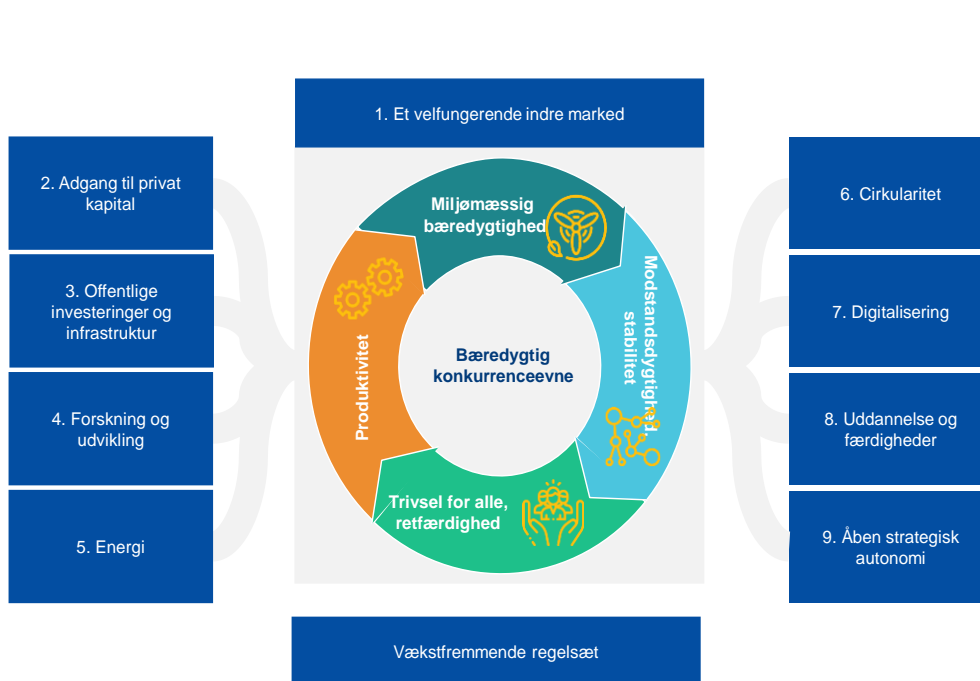 1. Et velfungerende indre marked
2. Adgang til privat
kapital
3. Offentlige
investeringer og
infrastruktur
4. Forskning og
udvikling
5. Energi
Miljømæssig
bæredygtighed
Modstandsdygtighed,
stabilitet
Produktivitet
Bæredygtig
konkurrenceevne
Trivsel for alle,
retfærdighed
6. Cirkularitet
7. Digitalisering
8. Uddannelse og
færdigheder
9. Åben strategisk
autonomi
Vækstfremmende regelsæt